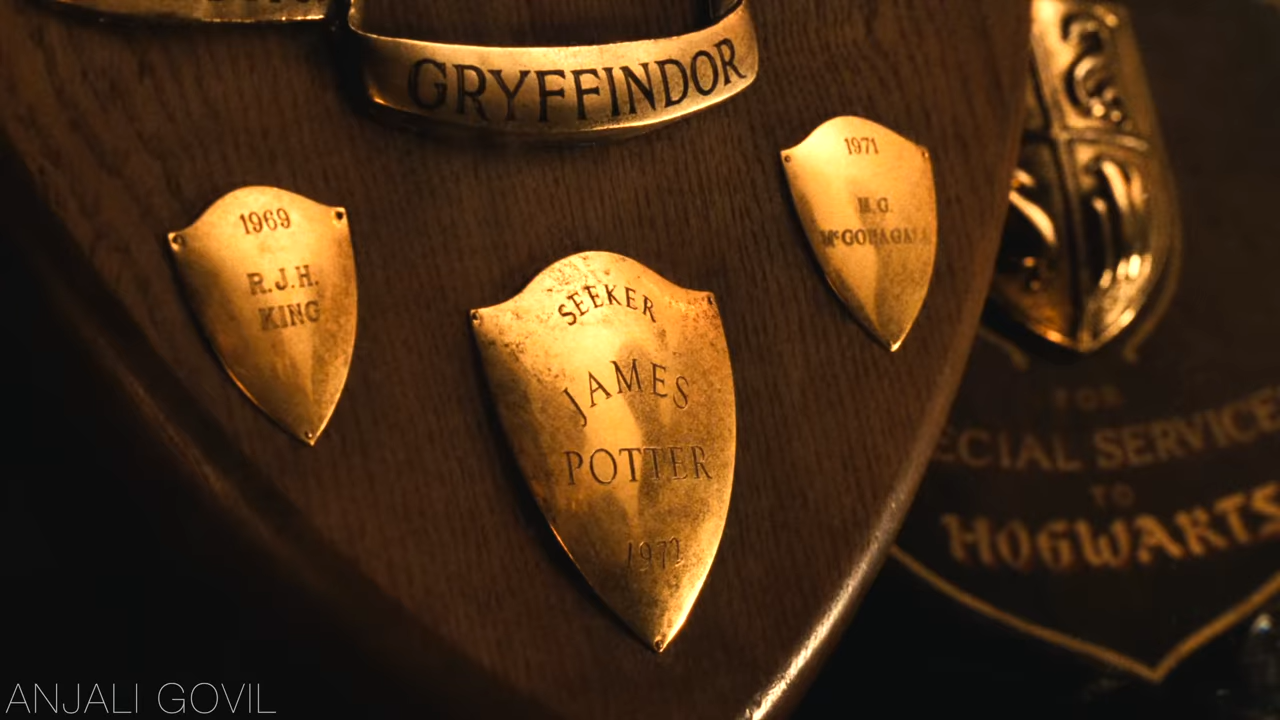 GRYFFINDOR
1969
R.J.H.
KING
SEEKER
JAMES
POTTER
1972
1971
M.G.
McGONAGALL
FOR
ECIAL SERVICE
TO
HOGWARTS
ANJALI GOVIL